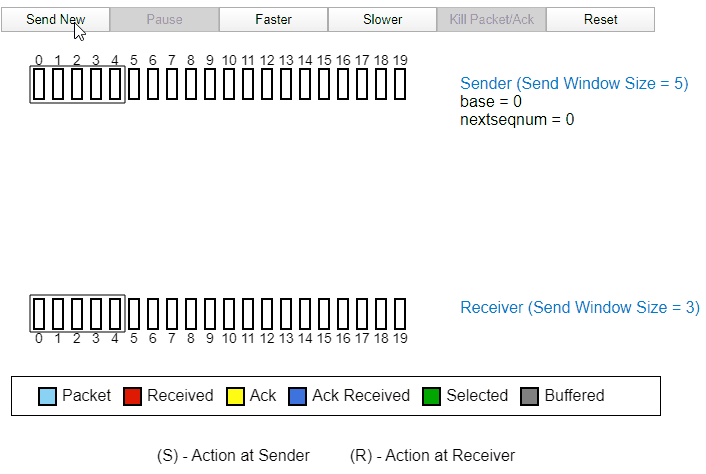 Send New Pause Faster Slower Kill Packet/Ack Reset
0 1 2 3 4 5 6 7 8 9 10 11 12 13 14 15 16 17 18 19
Sender (Send Window Size = 5)
base = 0
nextseqnum = 0
Receiver (Send Window Size = 3)
0 1 2 3 4 5 6 7 8 9 10 11 12 13 14 15 16 17 18 19
Packet Received Ack Ack Received Selected Buffered
(S) - Action at Sender (R) - Action at Receiver